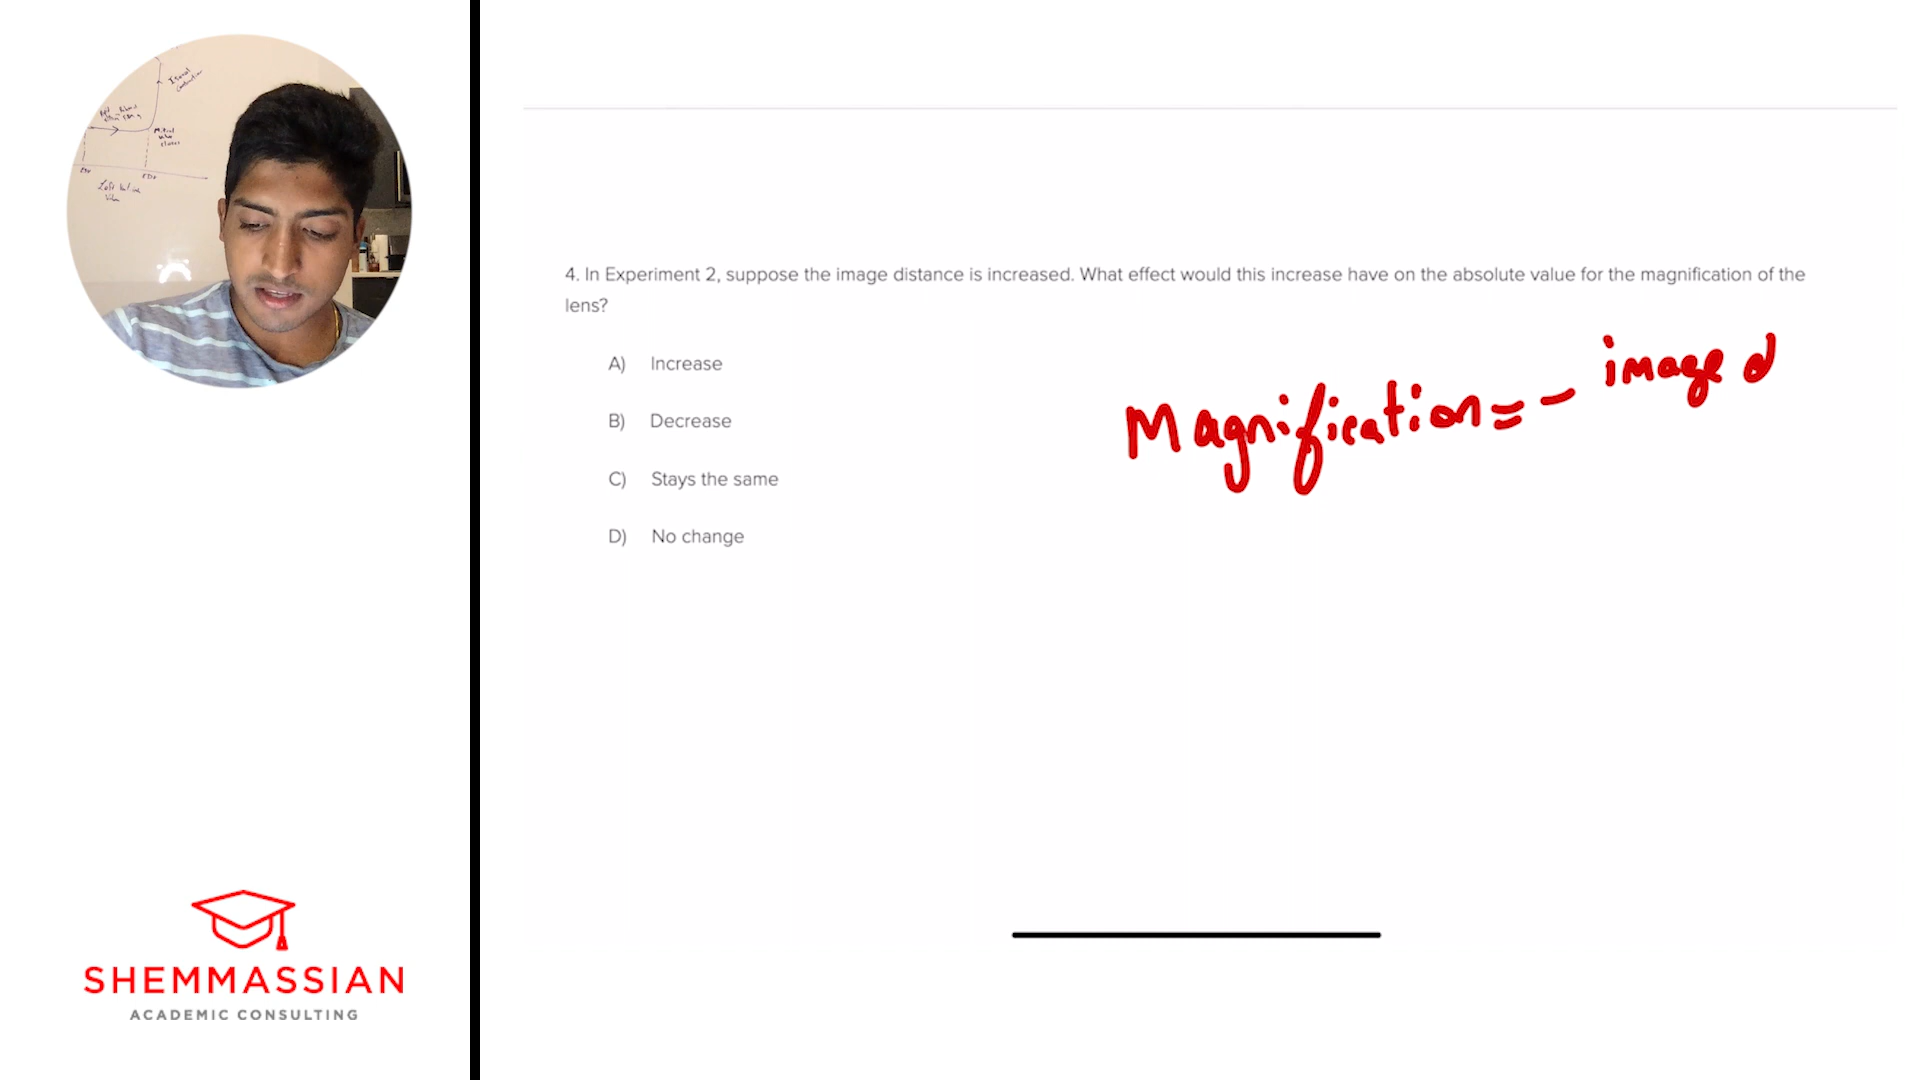 4. In Experiment 2, suppose the image distance is increased. What effect would this increase have on the absolute value for the magnification of the
lens?
A) Increase
B) Decrease
C) Stays the same
D) No change
Magnification = - image d
SHEMMASSIAN
ACADEMIC CONSULTING